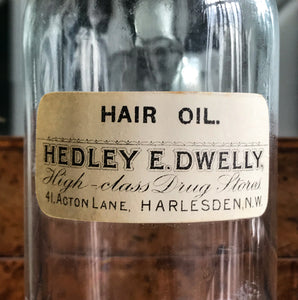 HAIR OIL.
HEDLEY E. DWELLY,
High-class Drug Stores
41, ACTON LANE, HARLESDEN, N.W.